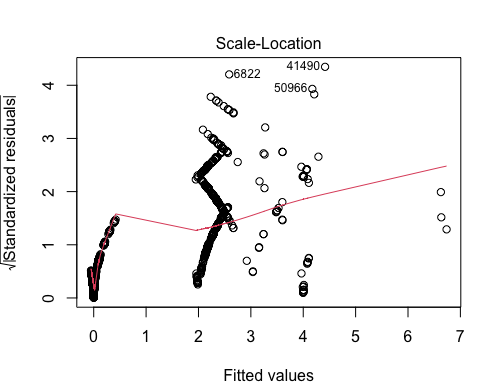 Scale-Location
√|Standardized residuals|
4
3
2
1
0
6822
41490
50966
0 1 2 3 4 5 6 7
Fitted values